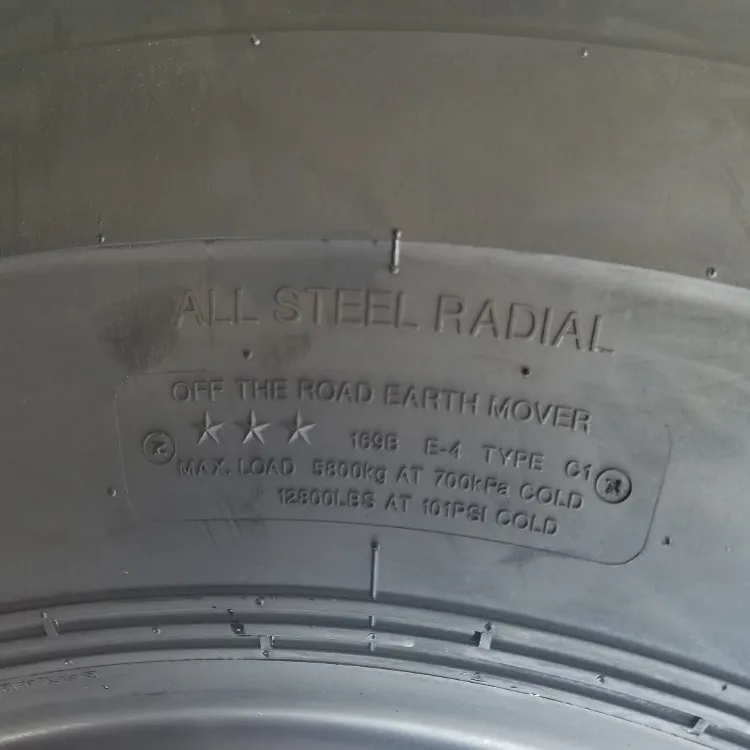 ALL STEEL RADIAL
OFF THE ROAD EARTH MOVER
★★★ 169B E-4 TYPE C1
MAX. LOAD 5800kg AT 700kPa COLD
12800LBS AT 101PSI COLD